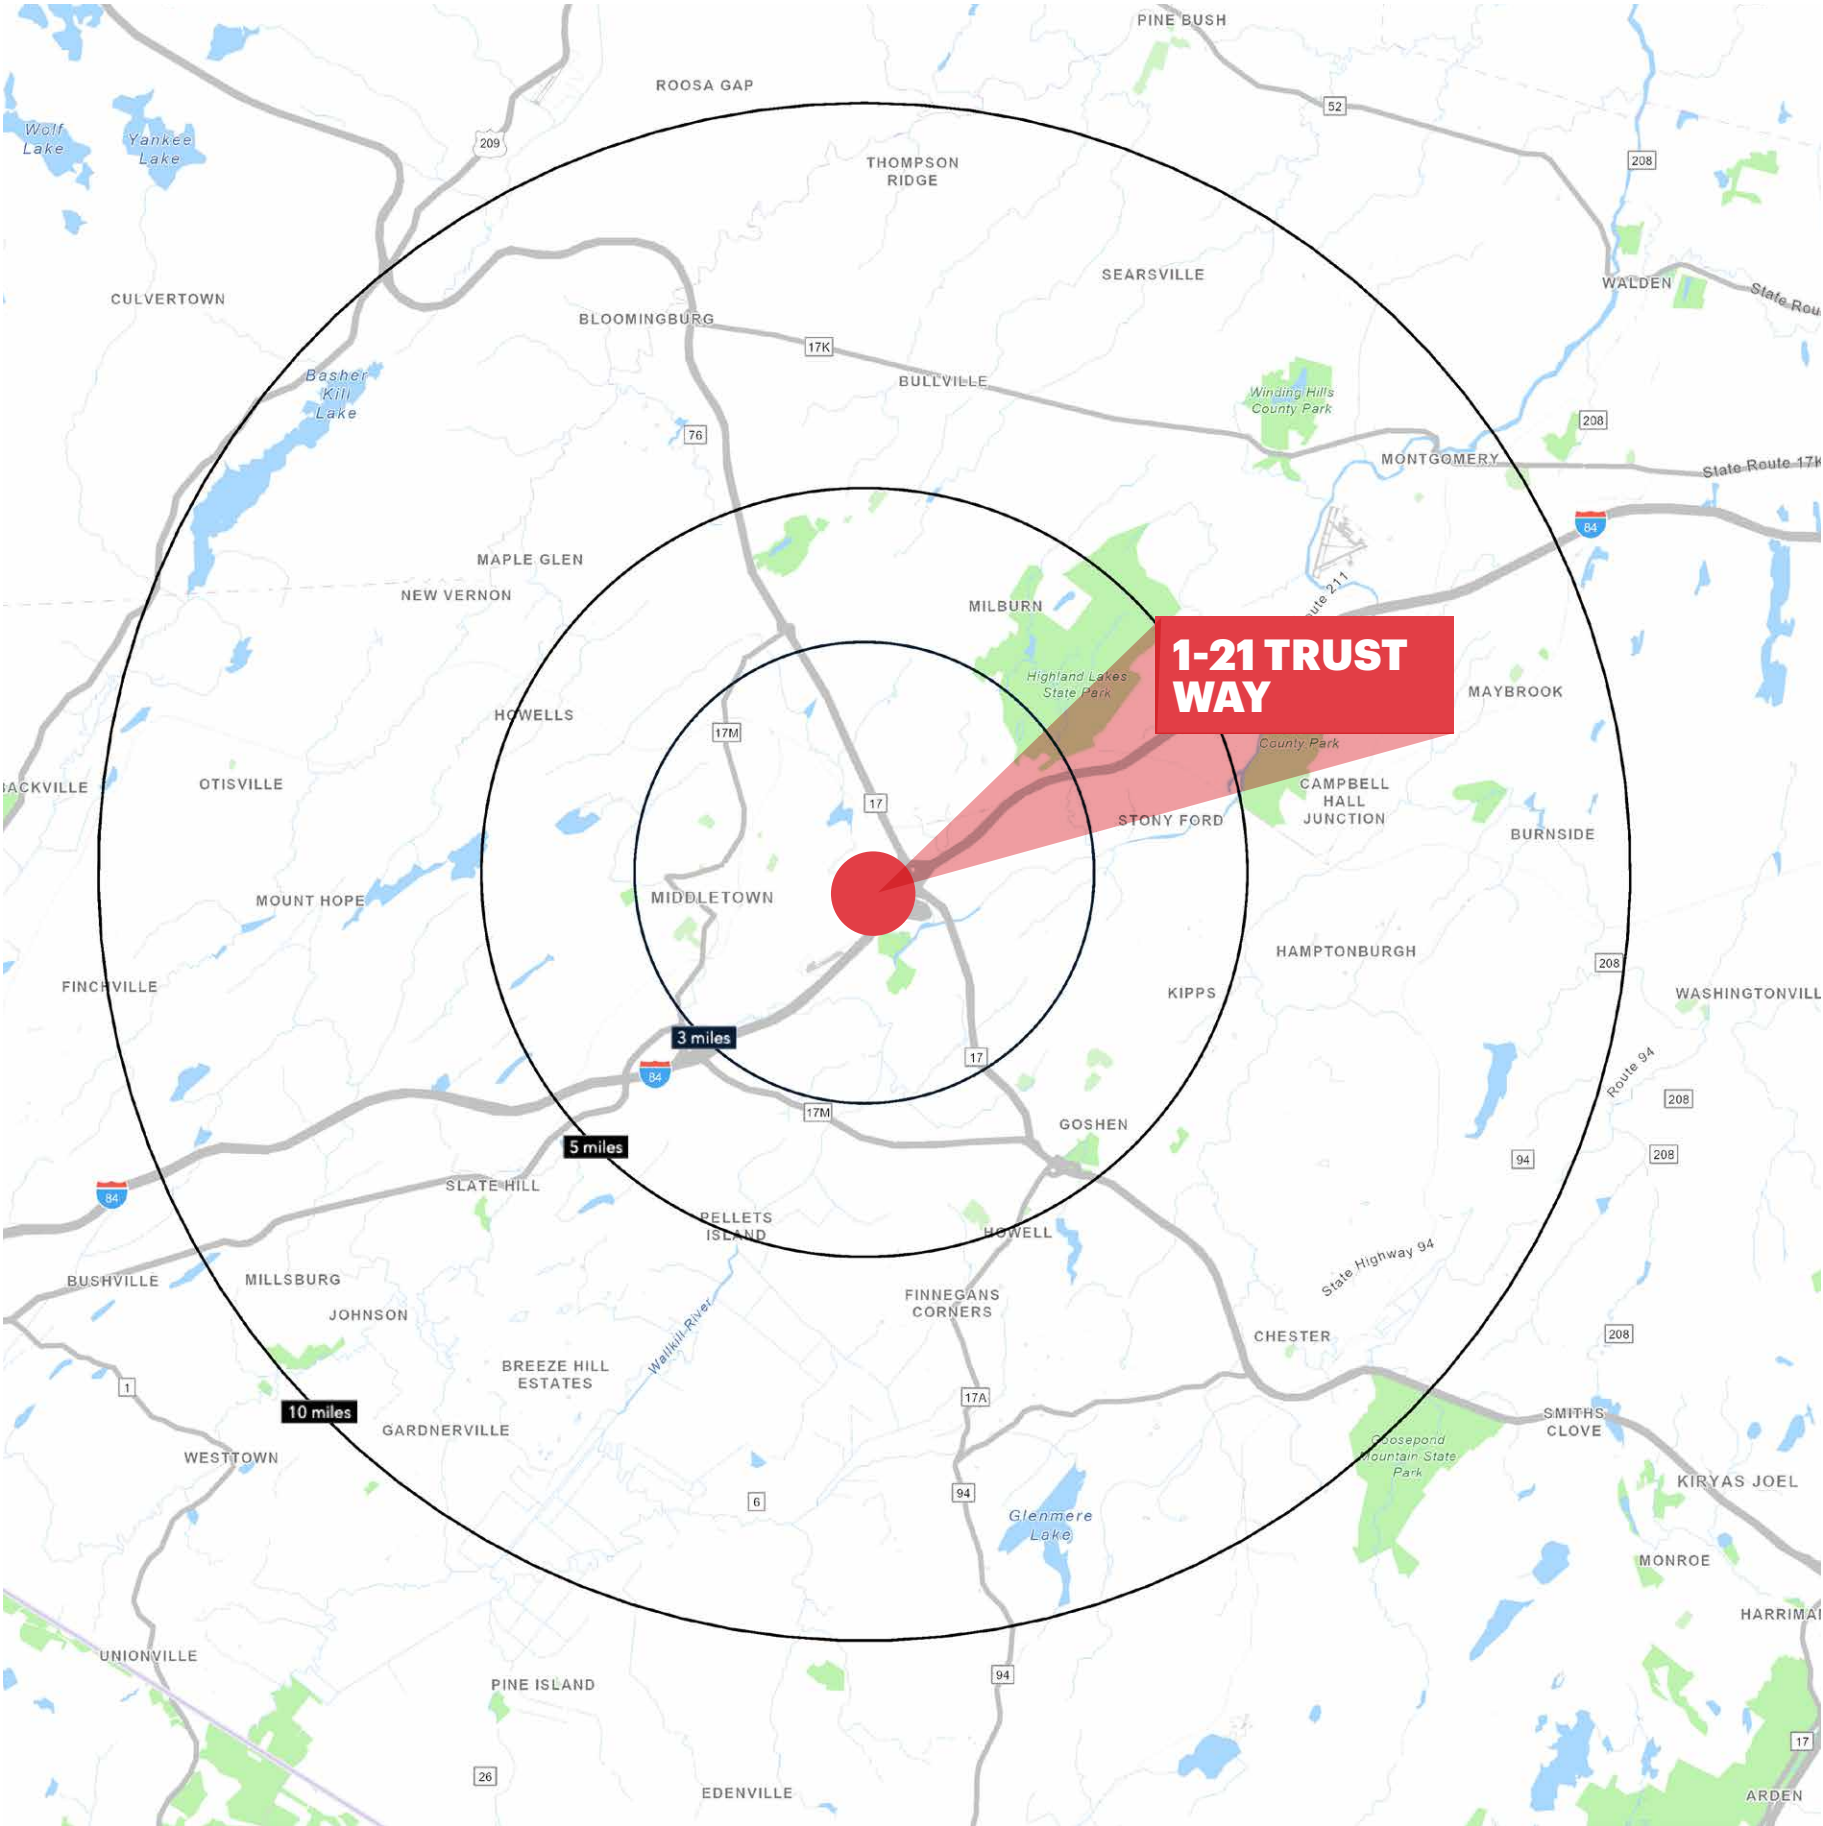 PINE BUSH
ROOSA GAP
52
Wolf
Lake
Yankee
Lake
209
208
THOMPSON
RIDGE
SEARSVILLE
WALDEN
CULVERTOWN
State Rou
BLOOMINGBURG
17K
Basher
Kill
Lake
BULLVILLE
Winding Hills
County Park
208
76
MONTGOMERY
State Route 17K
84
MAPLE GLEN
NEW VERNON
MILBURN
oute 211
1-21 TRUST
WAY
Highland Lakes
State Park
MAYBROOK
HOWELLS
17M
County Park
BACKVILLE
OTISVILLE
17
CAMPBELL
HALL
JUNCTION
STONY FORD
BURNSIDE
MOUNT HOPE
MIDDLETOWN
HAMPTONBURGH
208
FINCHVILLE
KIPPS
WASHINGTONVILL
3 miles
17
84
Route 94
208
17M
GOSHEN
5 miles
94
208
84
SLATE HILL
PELLETS
ISLAND
HOWELL
State Highway 94
BUSHVILLE
MILLSBURG
FINNEGANS
CORNERS
JOHNSON
Wallkill River
CHESTER
208
BREEZE HILL
ESTATES
1
17A
10 miles
GARDNERVILLE
SMITHS
CLOVE
Goosepond
Mountain State
Park
WESTTOWN
KIRYAS JOEL
6
94
Glenmere
Lake
MONROE
HARRIMAN
UNIONVILLE
94
PINE ISLAND
17
26
EDENVILLE
ARDEN